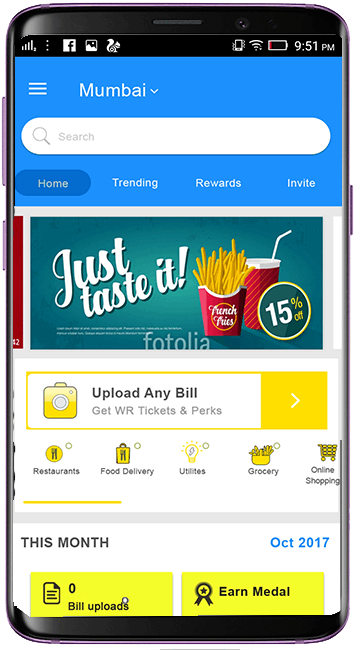 9:51 PM
Mumbai
Search
Home Trending Rewards Invite
42
Just
taste it!
French
Fries
15%
off
fotolia
Upload Any Bill
Get WR Tickets & Perks
Restaurants
Food Delivery
Utilites
Grocery
Online
Shopping
THIS MONTH Oct 2017
0
Bill uploads
Earn Medal